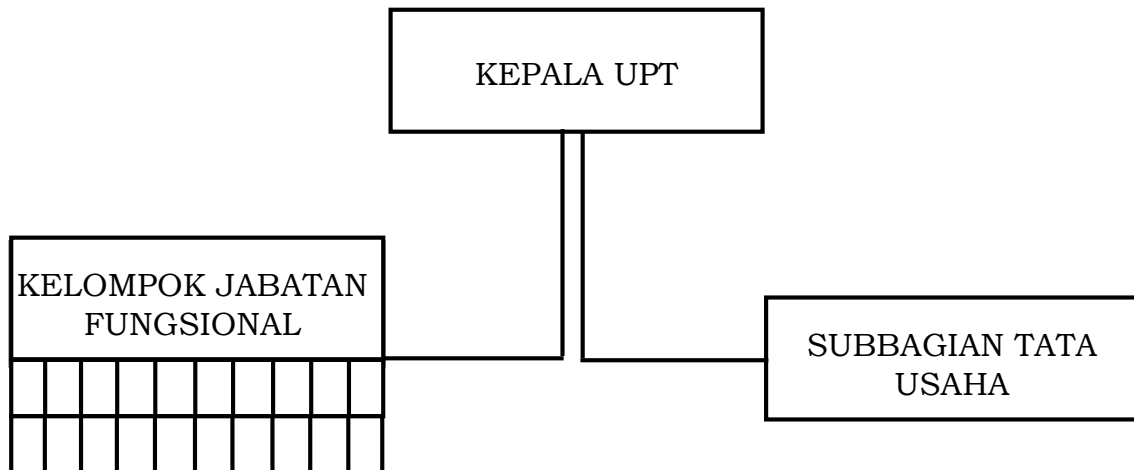 KEPALA UPT
KELOMPOK JABATAN
FUNGSIONAL
SUBBAGIAN TATA
USAHA